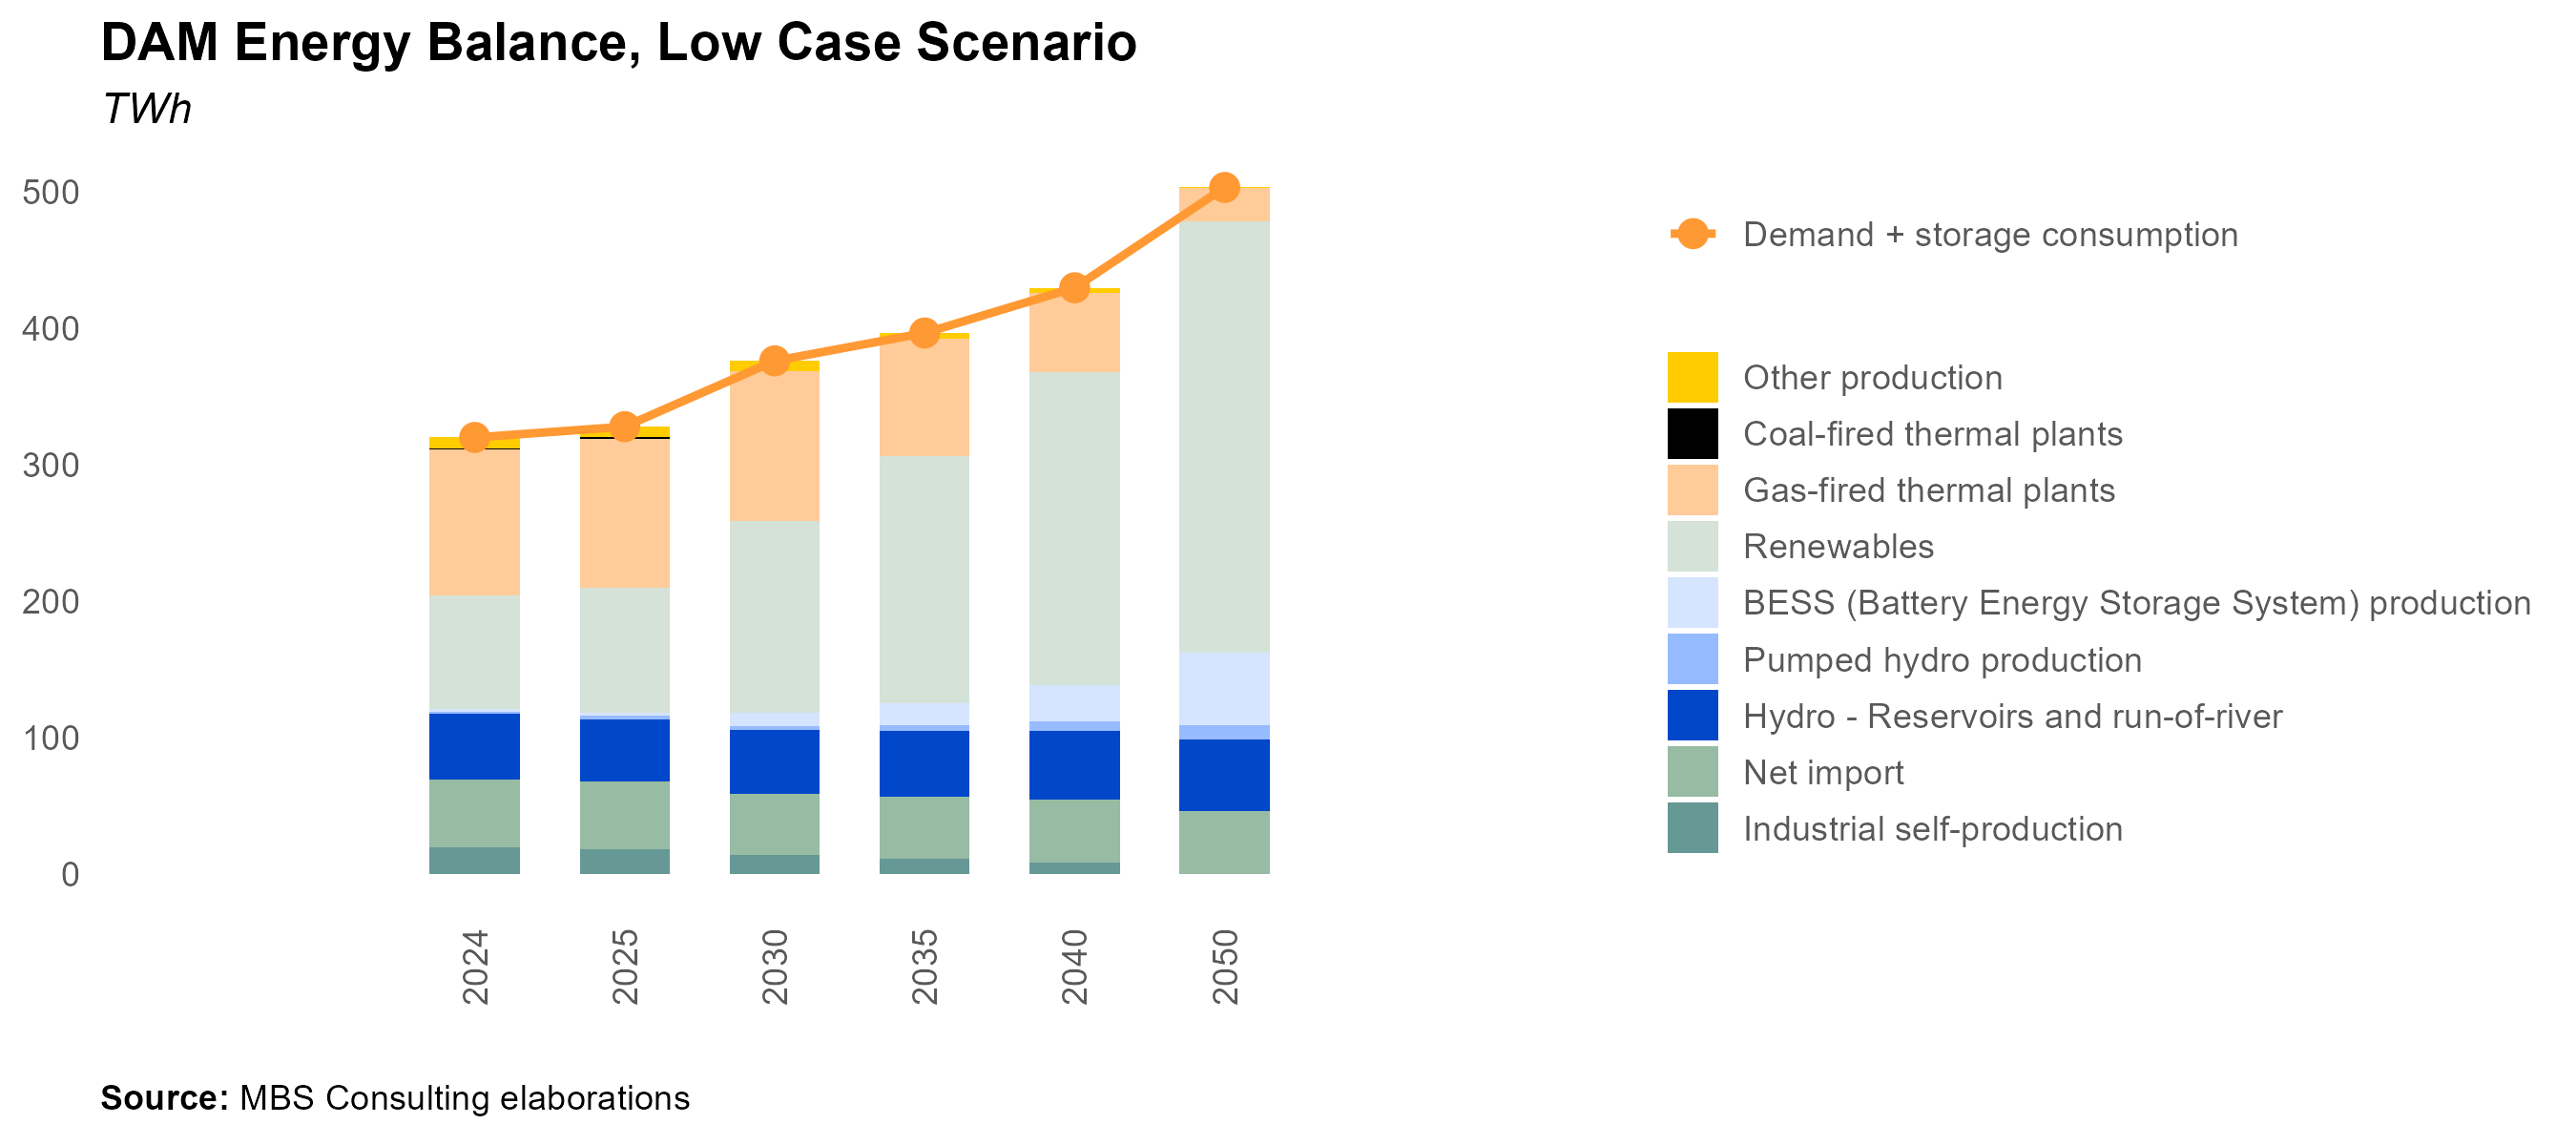 DAM Energy Balance, Low Case Scenario
TWh
500
400
300
200
100
0
2024
2025
2030
2035
2040
2050
Demand + storage consumption
Other production
Coal-fired thermal plants
Gas-fired thermal plants
Renewables
BESS (Battery Energy Storage System) production
Pumped hydro production
Hydro - Reservoirs and run-of-river
Net import
Industrial self-production
Source: MBS Consulting elaborations